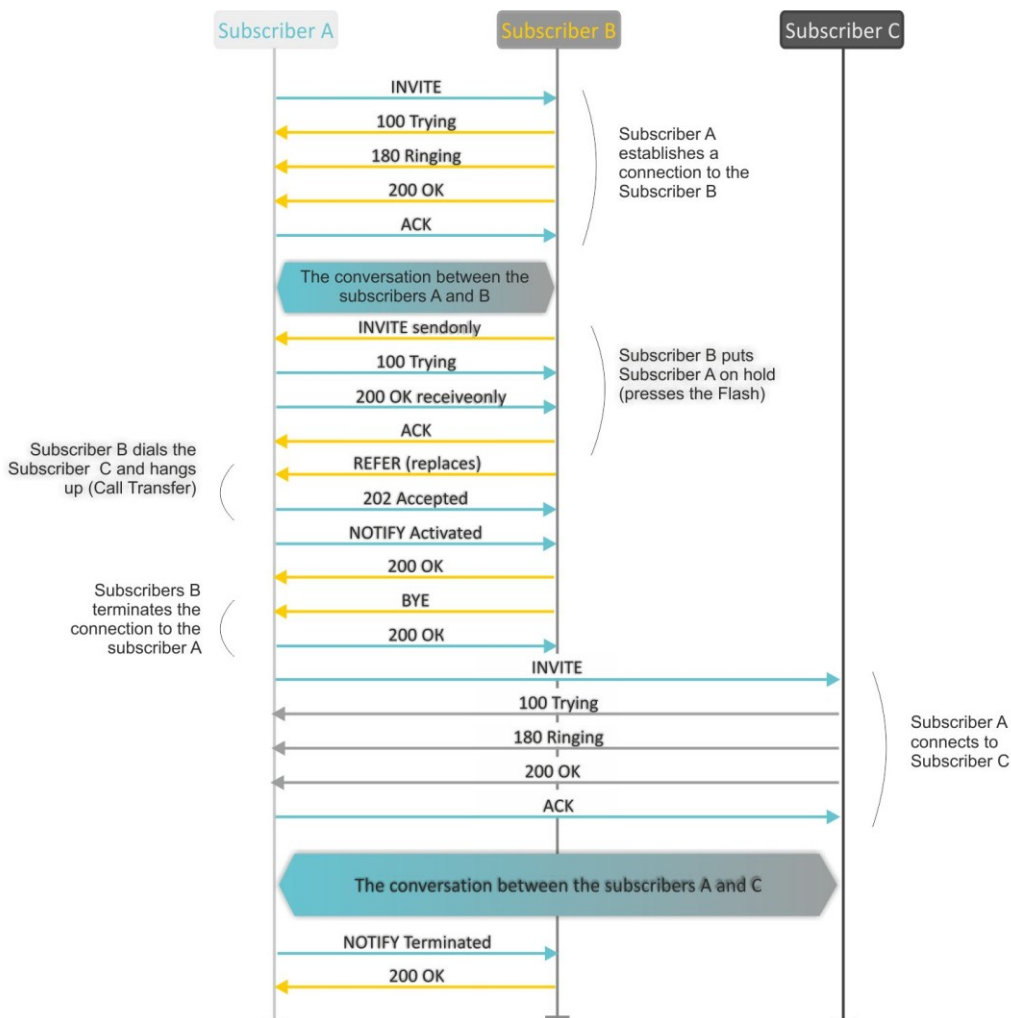 Subscriber A
Subscriber B
Subscriber C
INVITE
100 Trying
180 Ringing
200 OK
ACK
Subscriber A
establishes a
connection to the
Subscriber B
The conversation between the
subscribers A and B
INVITE sendonly
100 Trying
200 OK receiveonly
ACK
Subscriber B puts
Subscriber A on hold
(presses the Flash)
Subscriber B dials the
Subscriber C and hangs
up (Call Transfer)
REFER (replaces)
202 Accepted
NOTIFY Activated
200 OK
BYE
200 OK
Subscribers B
terminates the
connection to the
subscriber A
INVITE
100 Trying
180 Ringing
200 OK
ACK
Subscriber A
connects to
Subscriber C
The conversation between the subscribers A and C
NOTIFY Terminated
200 OK